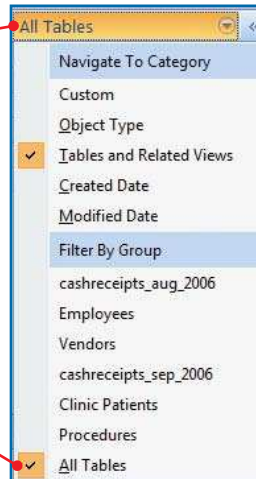 All Tables
Navigate To Category
Custom
Object Type
Tables and Related Views
Created Date
Modified Date
Filter By Group
cashreceipts_aug_2006
Employees
Vendors
cashreceipts_sep_2006
Clinic Patients
Procedures
All Tables